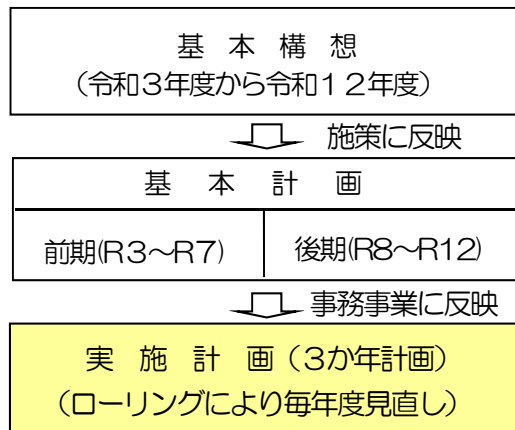 基本構想
（令和３年度から令和１２年度）
施策に反映
基本計画
前期(R３～R７)
後期(R８～R１２)
事務事業に反映
実施計画（３か年計画）
（ローリングにより毎年度見直し）